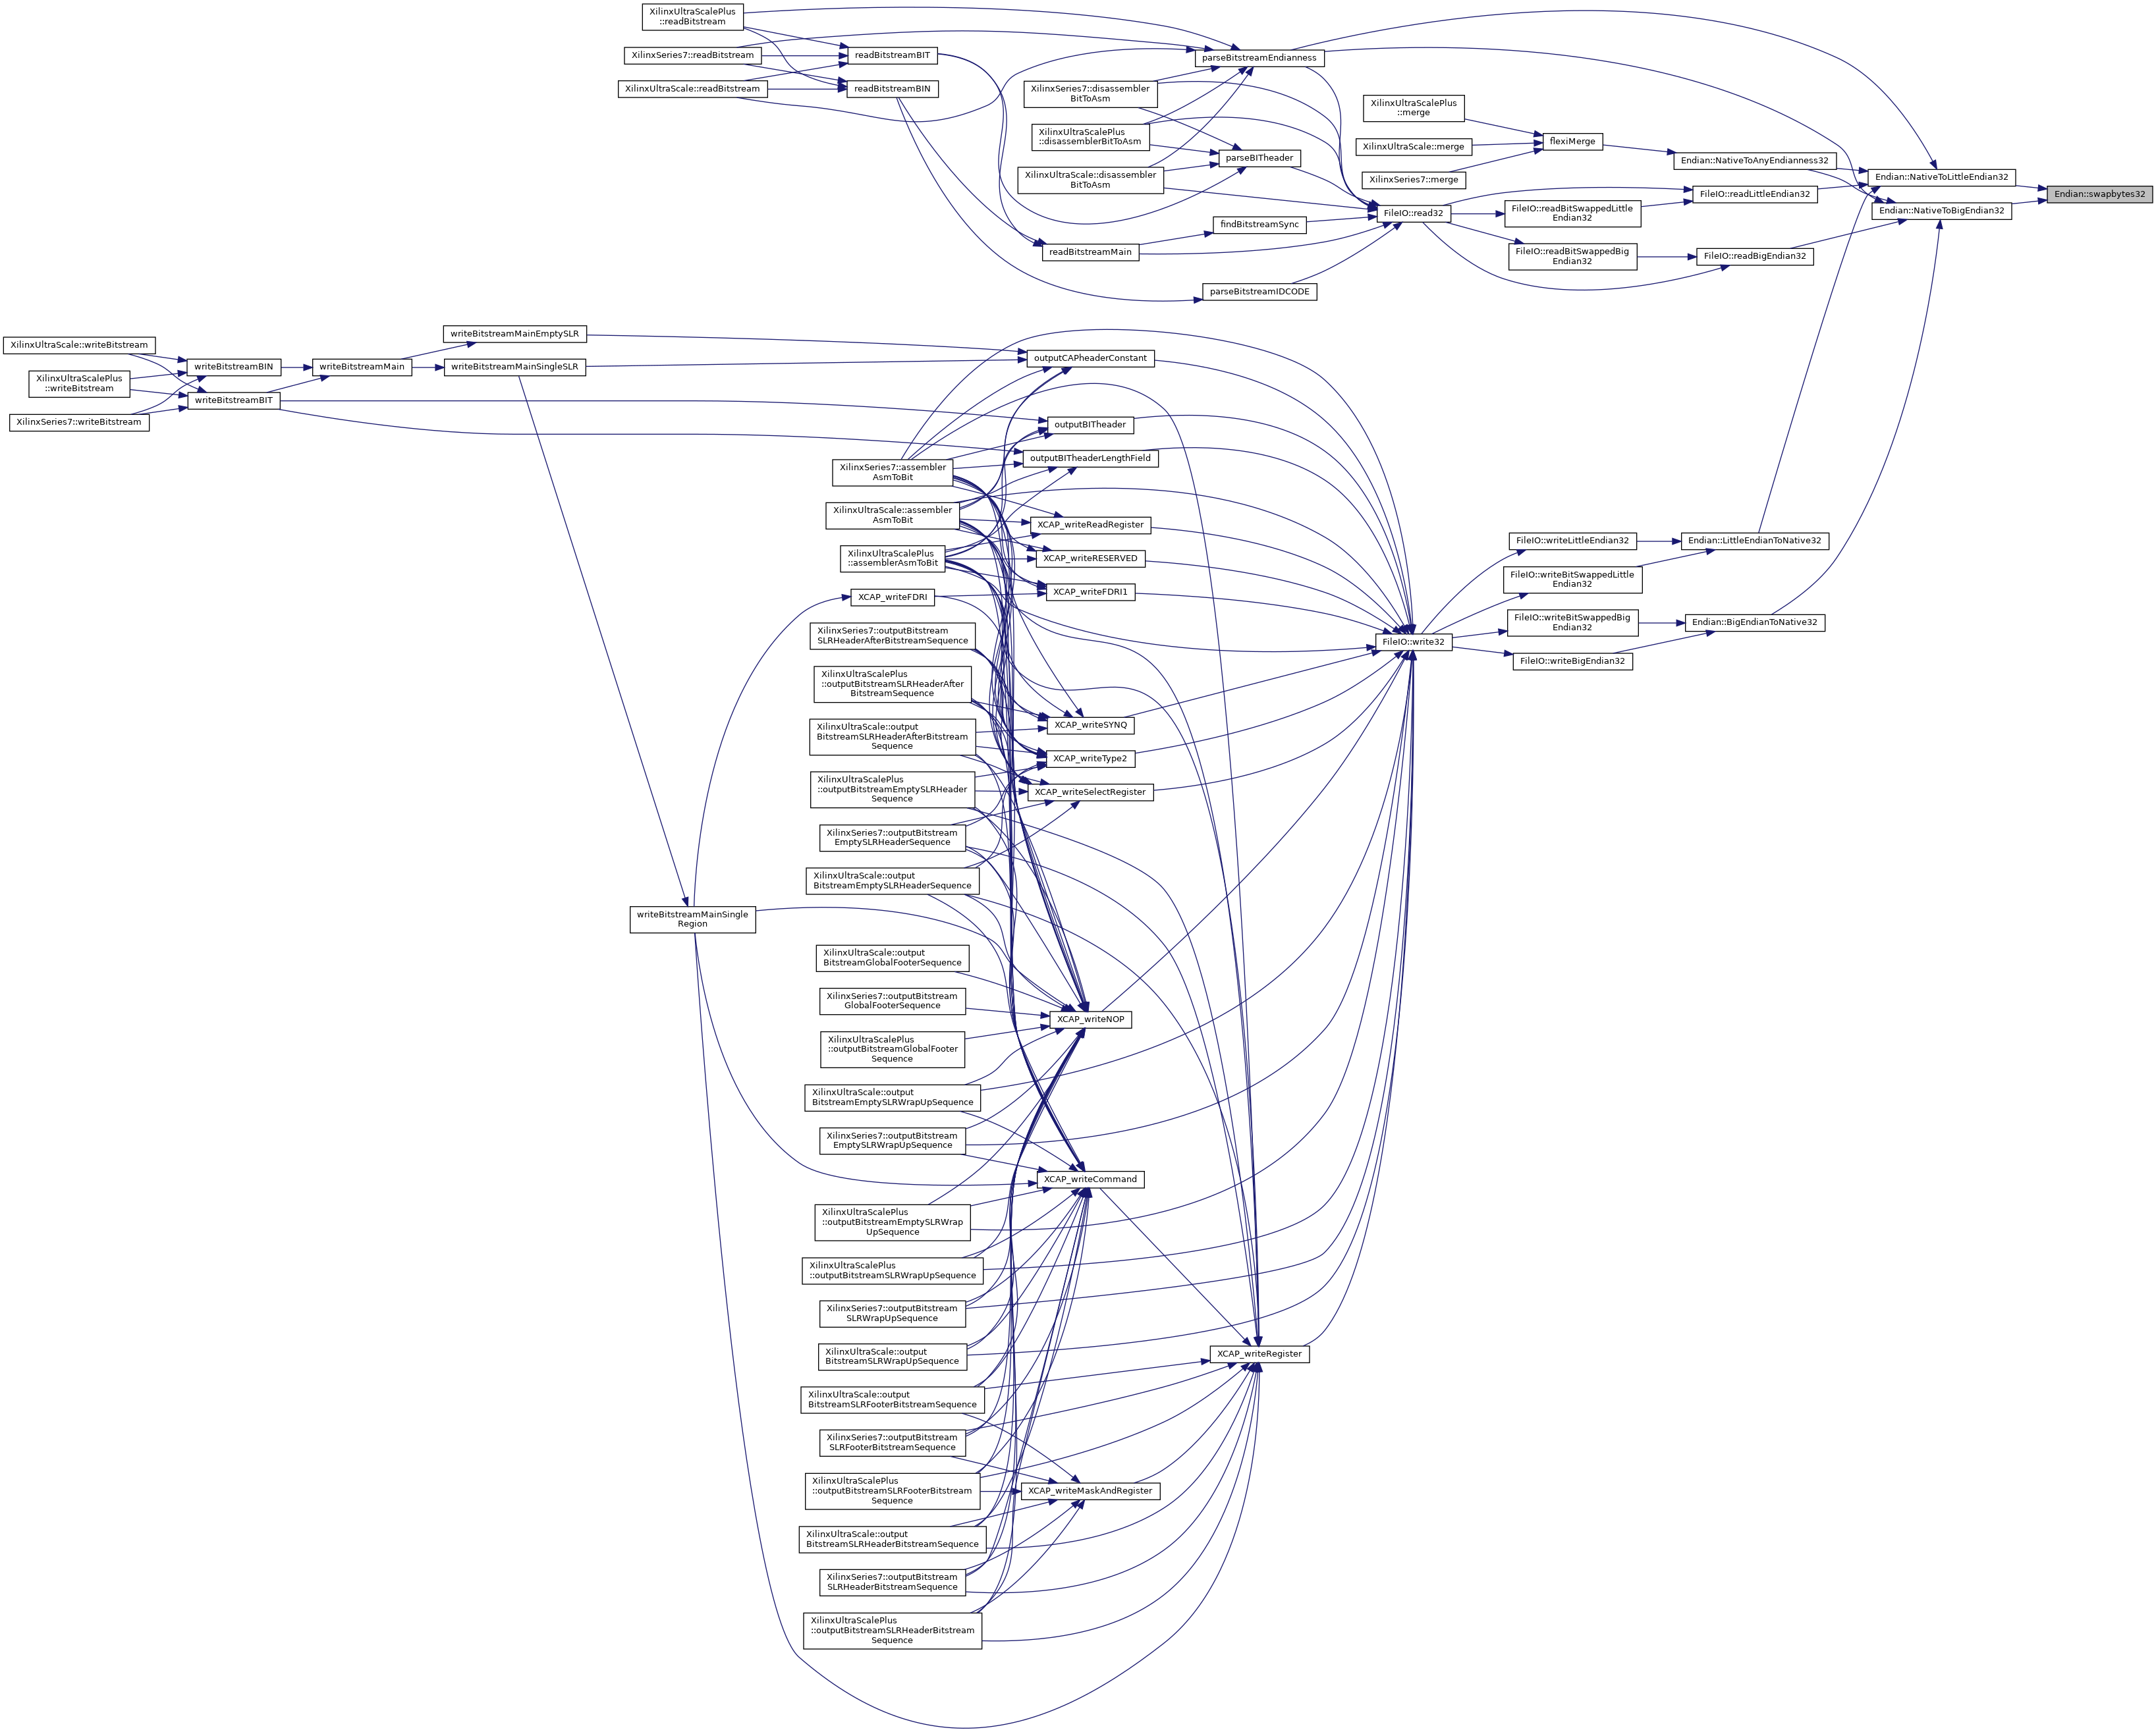 XilinxUltraScalePlus
::readBitstream
XilinxSeries7::readBitstream
XilinxUltraScale::readBitstream
readBitstreamBIT
readBitstreamBIN
parseBitstreamEndianness
XilinxSeries7::disassembler
BitToAsm
XilinxUltraScalePlus
::disassemblerBitToAsm
XilinxUltraScale::disassembler
BitToAsm
parseBITheader
findBitstreamSync
readBitstreamMain
parseBitstreamIDCODE
XilinxUltraScalePlus
::merge
XilinxUltraScale::merge
XilinxSeries7::merge
flexiMerge
FileIO::read32
FileIO::readBitSwappedLittle
Endian32
FileIO::readBitSwappedBig
Endian32
Endian::NativeToAnyEndianness32
FileIO::readLittleEndian32
FileIO::readBigEndian32
Endian::NativeToLittleEndian32
Endian::NativeToBigEndian32
Endian::swapbytes32
XilinxUltraScale::writeBitstream
XilinxUltraScalePlus
::writeBitstream
XilinxSeries7::writeBitstream
writeBitstreamBIN
writeBitstreamBIT
writeBitstreamMain
writeBitstreamMainEmptySLR
writeBitstreamMainSingleSLR
outputCAPheaderConstant
outputBITheader
outputBITheaderLengthField
XilinxSeries7::assembler
AsmToBit
XilinxUltraScale::assembler
AsmToBit
XilinxUltraScalePlus
::assemblerAsmToBit
XCAP_writeReadRegister
XCAP_writeRESERVED
XCAP_writeFDRI1
XCAP_writeFDRI
FileIO::writeLittleEndian32
FileIO::writeBitSwappedLittle
Endian32
FileIO::writeBitSwappedBig
Endian32
FileIO::writeBigEndian32
Endian::LittleEndianToNative32
Endian::BigEndianToNative32
FileIO::write32
XilinxSeries7::outputBitstream
SLRHeaderAfterBitstreamSequence
XilinxUltraScalePlus
::outputBitstreamSLRHeaderAfter
BitstreamSequence
XilinxUltraScale::output
BitstreamSLRHeaderAfterBitstream
Sequence
XilinxUltraScalePlus
::outputBitstreamEmptySLRHeader
Sequence
XilinxSeries7::outputBitstream
EmptySLRHeaderSequence
XilinxUltraScale::output
BitstreamEmptySLRHeaderSequence
XCAP_writeSYNQ
XCAP_writeType2
XCAP_writeSelectRegister
writeBitstreamMainSingle
Region
XilinxUltraScale::output
BitstreamGlobalFooterSequence
XilinxSeries7::outputBitstream
GlobalFooterSequence
XilinxUltraScalePlus
::outputBitstreamGlobalFooter
Sequence
XCAP_writeNOP
XilinxUltraScale::output
BitstreamEmptySLRWrapUpSequence
XilinxSeries7::outputBitstream
EmptySLRWrapUpSequence
XilinxUltraScalePlus
::outputBitstreamEmptySLRWrap
UpSequence
XCAP_writeCommand
XilinxUltraScalePlus
::outputBitstreamSLRWrapUpSequence
XilinxSeries7::outputBitstream
SLRWrapUpSequence
XilinxUltraScale::output
BitstreamSLRWrapUpSequence
XCAP_writeRegister
XilinxUltraScale::output
BitstreamSLRFooterBitstreamSequence
XilinxSeries7::outputBitstream
SLRFooterBitstreamSequence
XilinxUltraScalePlus
::outputBitstreamSLRFooterBitstream
Sequence
XCAP_writeMaskAndRegister
XilinxUltraScale::output
BitstreamSLRHeaderBitstreamSequence
XilinxSeries7::outputBitstream
SLRHeaderBitstreamSequence
XilinxUltraScalePlus
::outputBitstreamSLRHeaderBitstream
Sequence